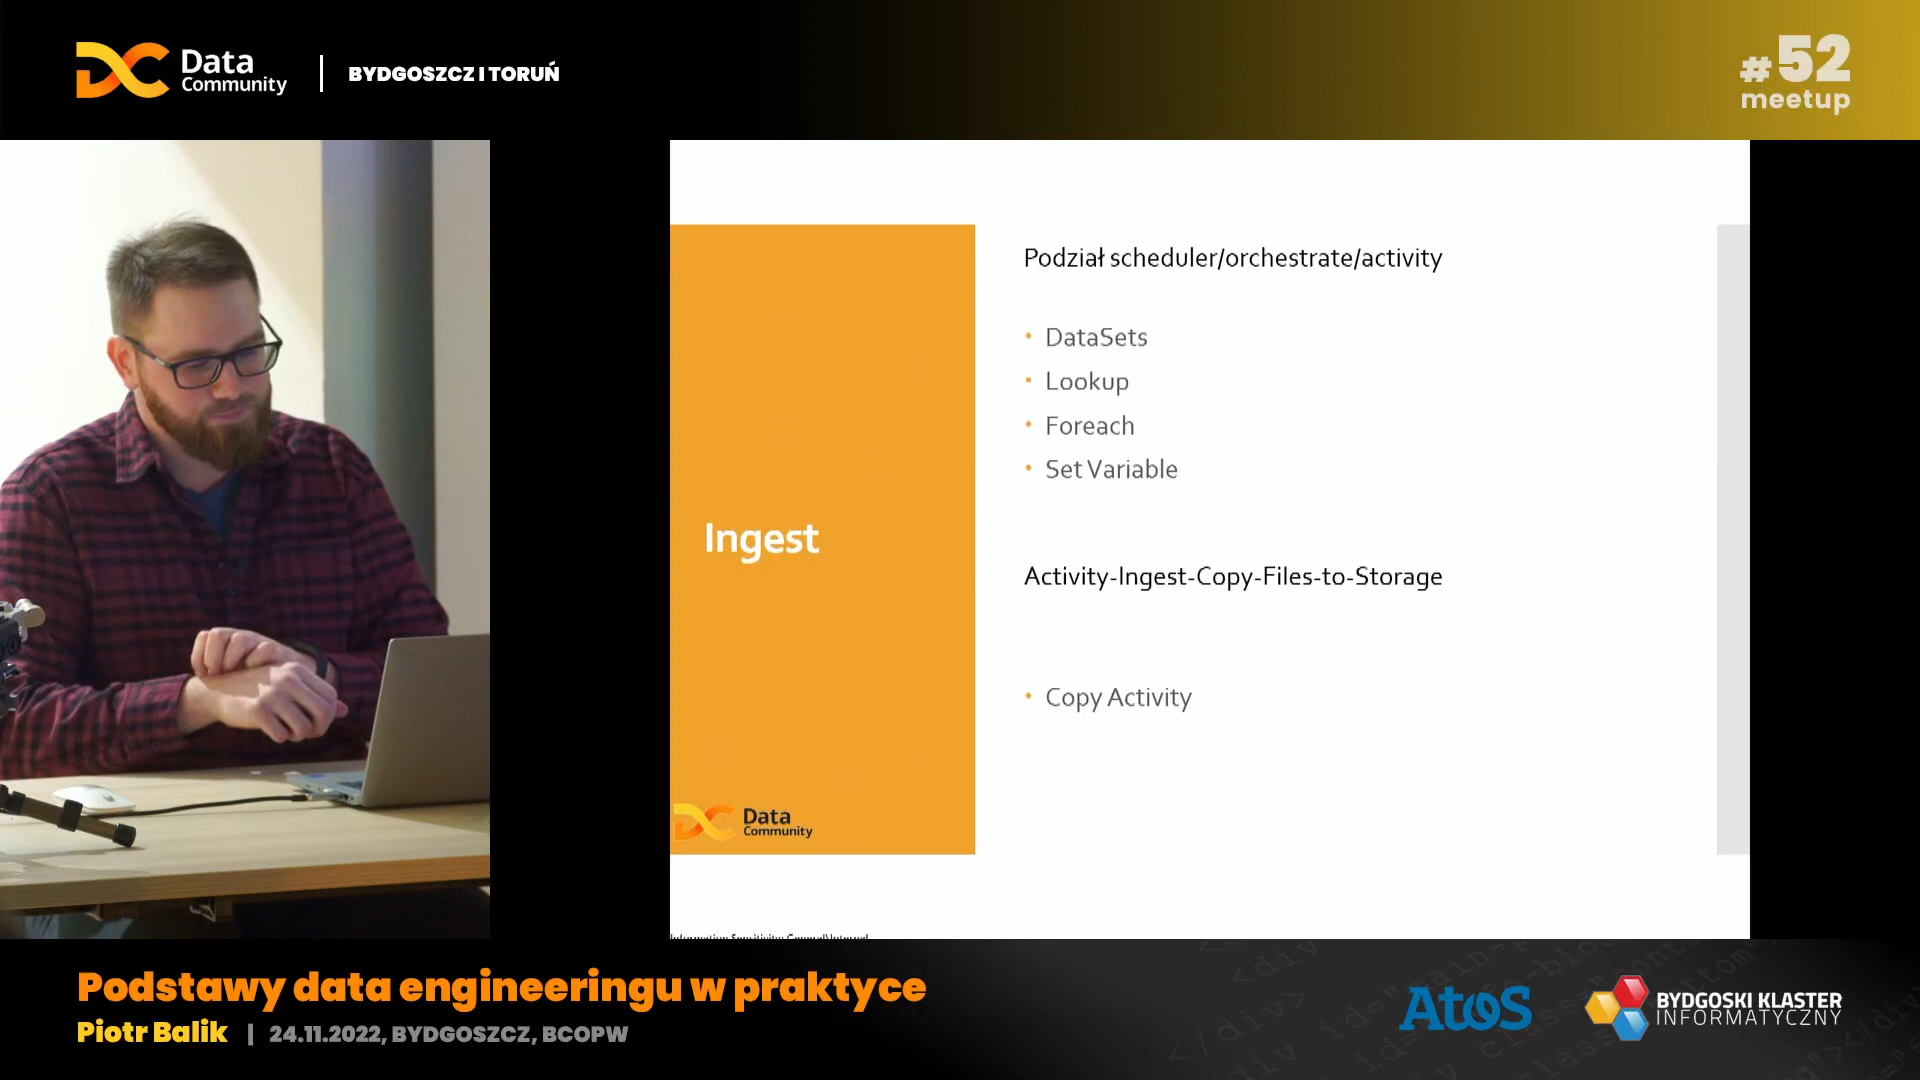 Data
Community
BYDGOSZCZ I TORUŃ
#52
meetup
Podział scheduler/orchestrate/activity
• DataSets
• Lookup
• Foreach
• Set Variable
Ingest
Activity-Ingest-Copy-Files-to-Storage
• Copy Activity
Data
Community
Podstawy data engineeringu w praktyce
Piotr Balik | 24.11.2022, BYDGOSZCZ, BCOPW
Atos
BYDGOSKI KLASTER
INFORMATYCZNY